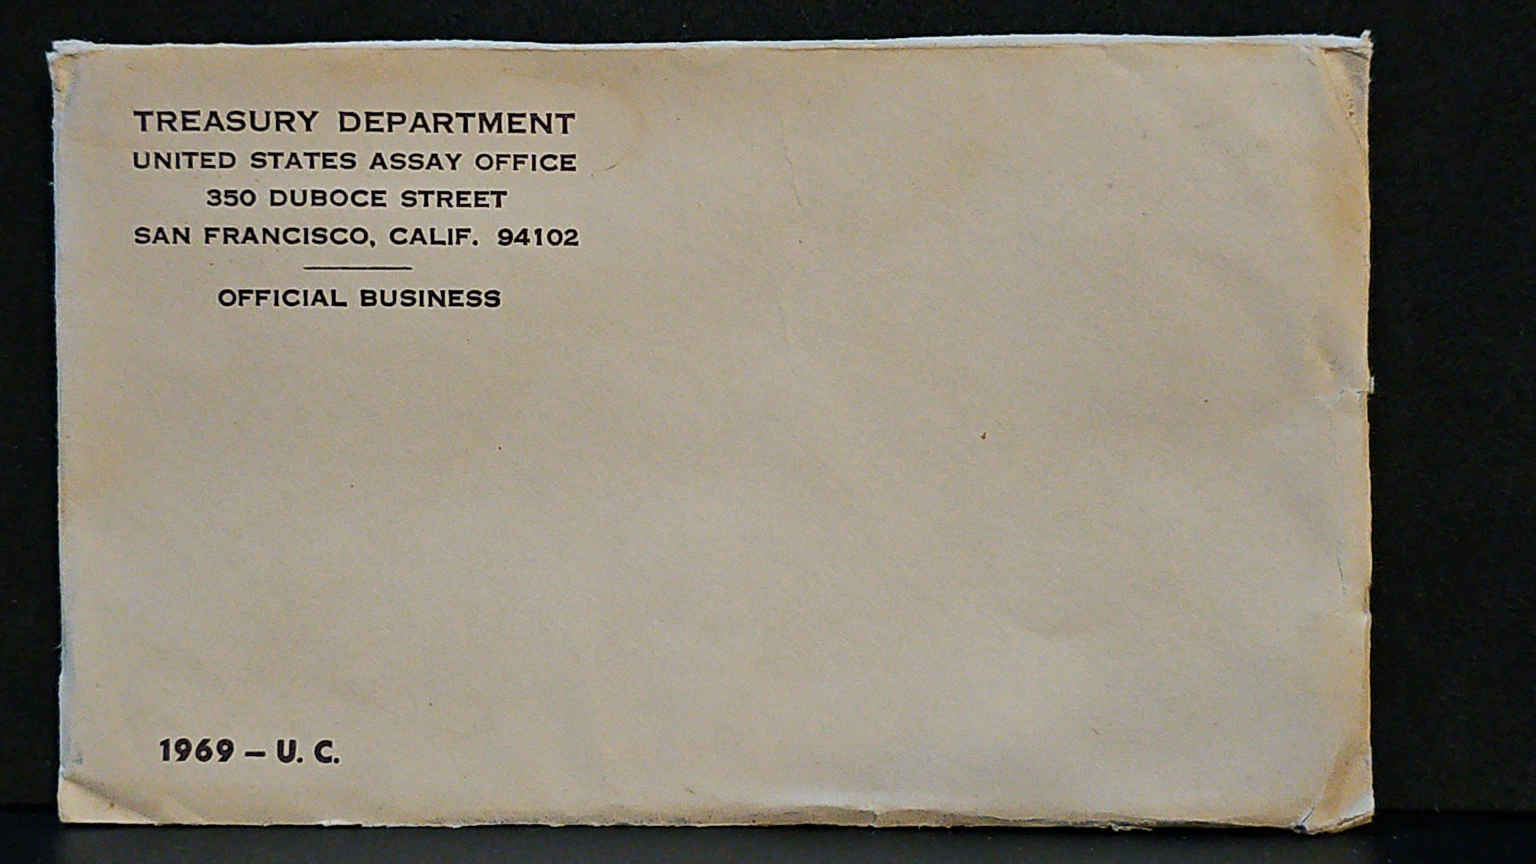 TREASURY DEPARTMENT
UNITED STATES ASSAY OFFICE
350 DUBOCE STREET
SAN FRANCISCO, CALIF. 94102
OFFICIAL BUSINESS
1969 – U. C.